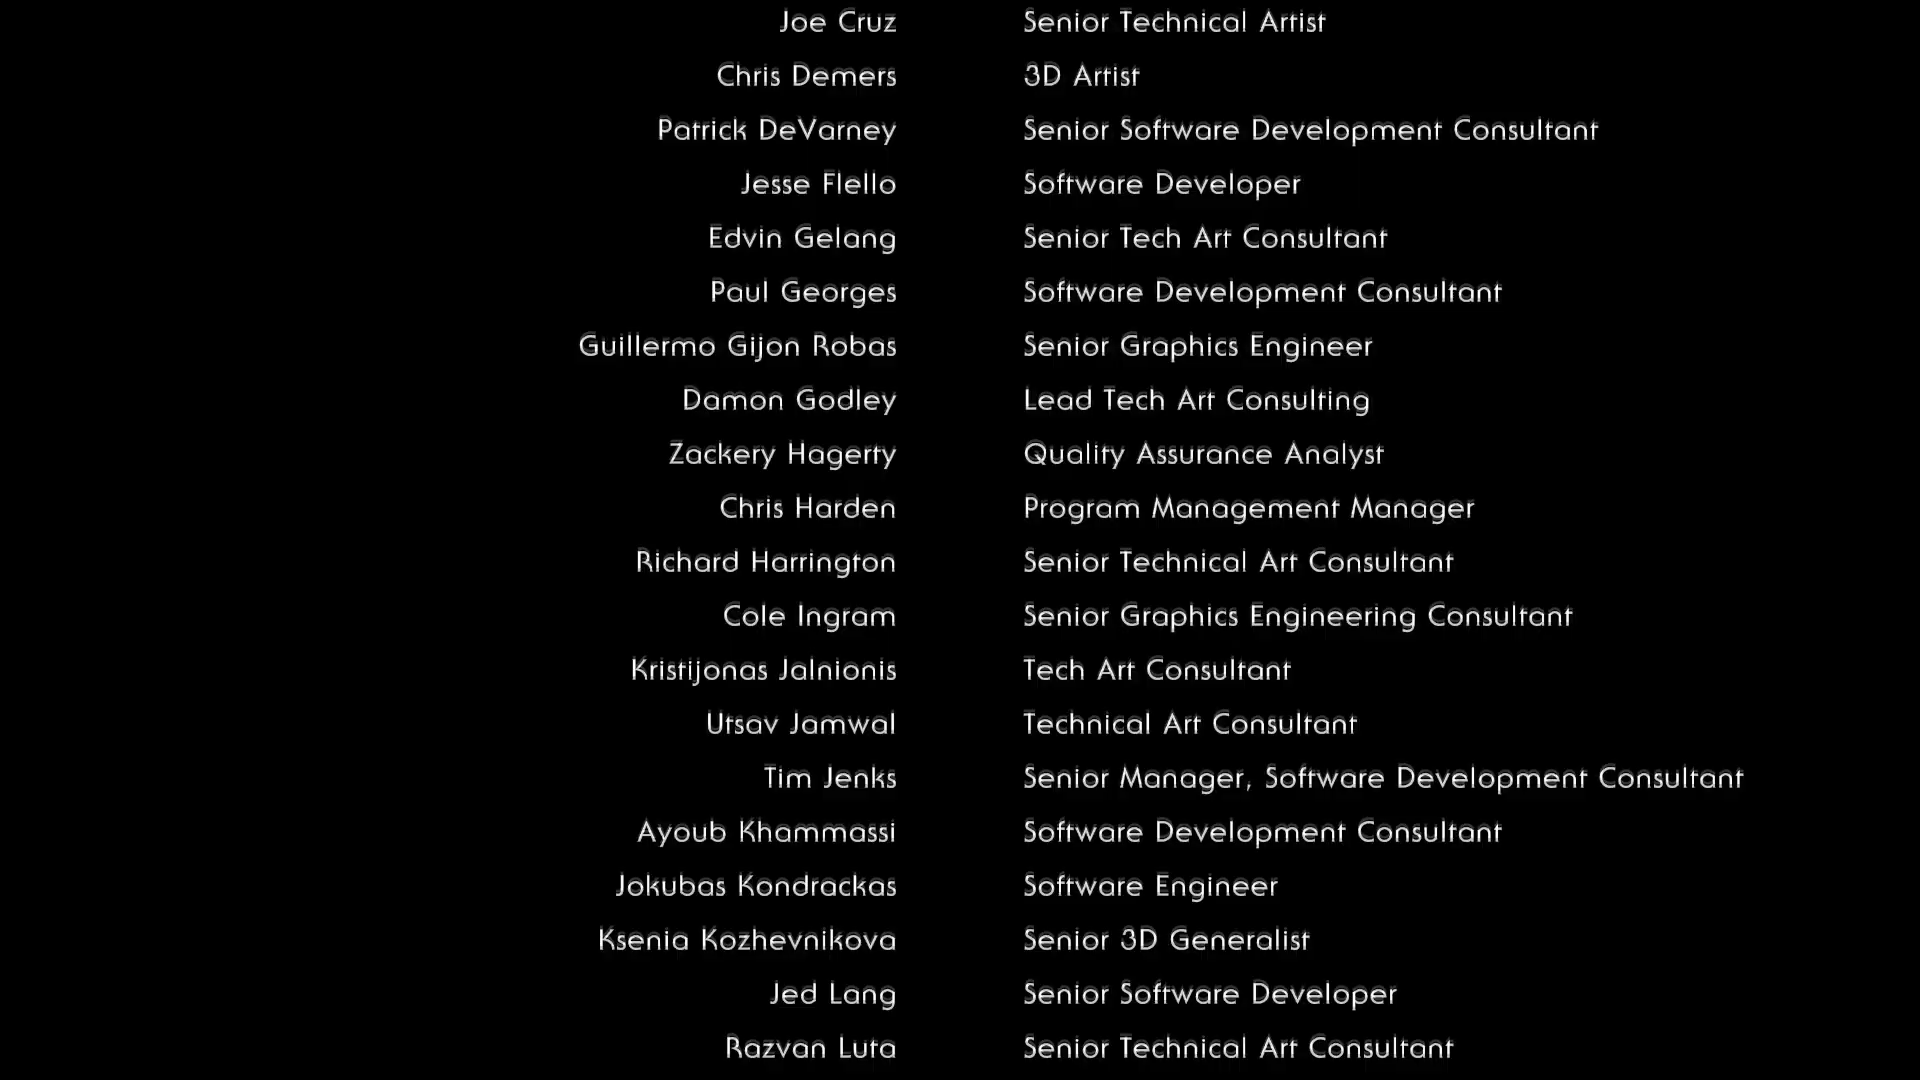 Joe Cruz Senior Technical Artist
Chris Demers 3D Artist
Patrick DeVarney Senior Software Development Consultant
Jesse Flello Software Developer
Edvin Gelang Senior Tech Art Consultant
Paul Georges Software Development Consultant
Guillermo Gijon Robas Senior Graphics Engineer
Damon Godley Lead Tech Art Consulting
Zackery Hagerty Quality Assurance Analyst
Chris Harden Program Management Manager
Richard Harrington Senior Technical Art Consultant
Cole Ingram Senior Graphics Engineering Consultant
Kristijonas Jalnionis Tech Art Consultant
Utsav Jamwal Technical Art Consultant
Tim Jenks Senior Manager, Software Development Consultant
Ayoub Khammassi Software Development Consultant
Jokubas Kondrackas Software Engineer
Ksenia Kozhevnikova Senior 3D Generalist
Jed Lang Senior Software Developer
Razvan Luta Senior Technical Art Consultant